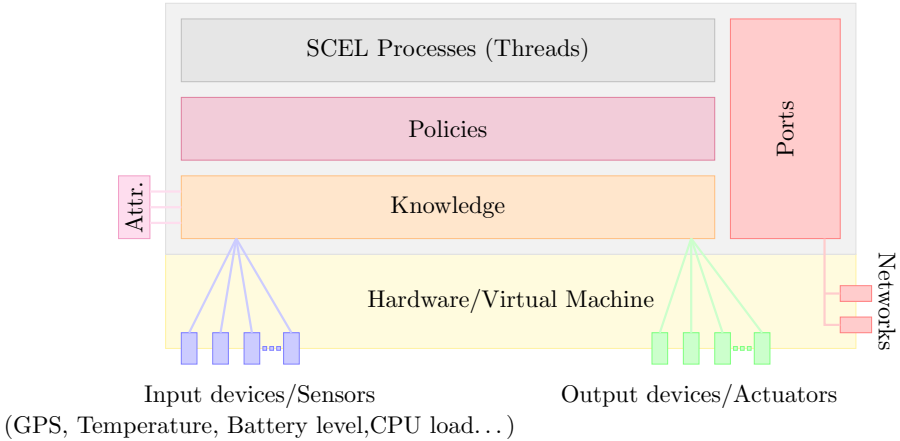 SCEL Processes (Threads)
Policies
Ports
Attr.
Knowledge
Hardware/Virtual Machine
Networks
Input devices/Sensors
(GPS, Temperature, Battery level,CPU load...)
Output devices/Actuators